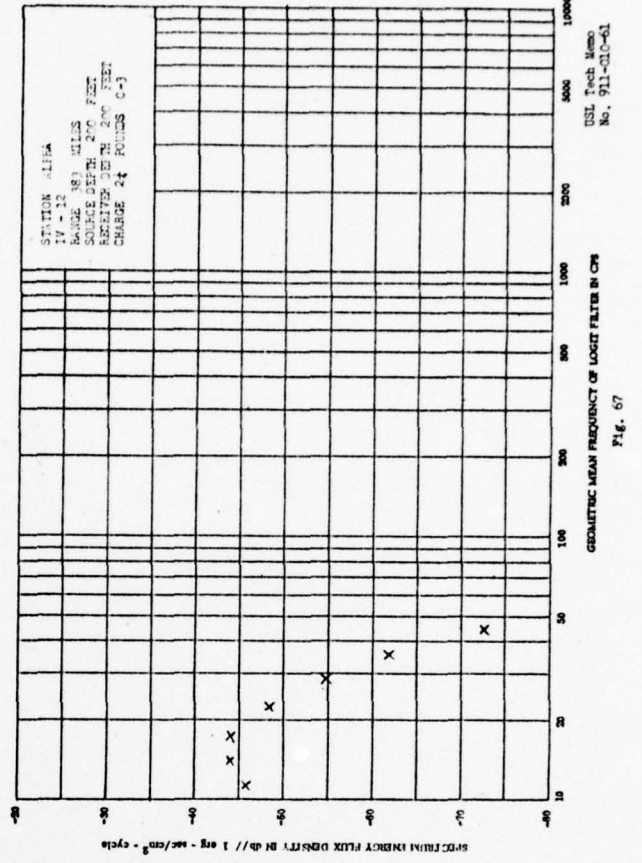 STATION ALPHA
IV - 12
RANGE 383 MILES
SOURCE DEPTH 200 FEET
RECEIVER DEPTH 200 FEET
CHARGE 2¼ POUNDS C-3
SPECTRUM ENERGY FLUX DENSITY IN db// 1 erg - sec/cm² - cycle
-20
-30
-40
-50
-60
-70
-80
10
20
50
100
200
500
1000
2000
5000
10000
GEOMETRIC MEAN FREQUENCY OF LOGIT FILTER IN CPS
Fig. 67
USL Tech Memo
No. 911-010-61